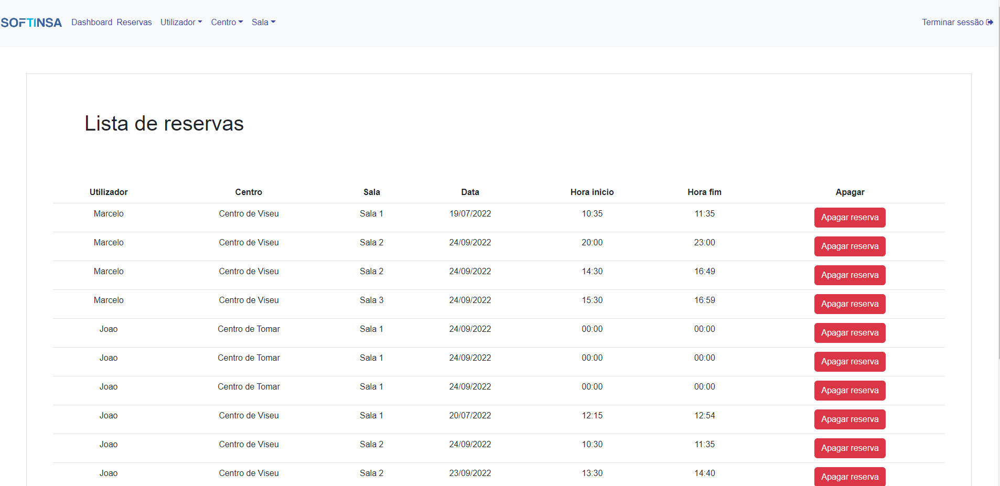 SOFTINSA Dashboard Reservas Utilizador Centro Sala Terminar sessão
Lista de reservas
Utilizador Centro Sala Data Hora inicio Hora fim Apagar
Marcelo Centro de Viseu Sala 1 19/07/2022 10:35 11:35 Apagar reserva
Marcelo Centro de Viseu Sala 2 24/09/2022 20:00 23:00 Apagar reserva
Marcelo Centro de Viseu Sala 2 24/09/2022 14:30 16:49 Apagar reserva
Marcelo Centro de Viseu Sala 3 24/09/2022 15:30 16:59 Apagar reserva
Joao Centro de Tomar Sala 1 24/09/2022 00:00 00:00 Apagar reserva
Joao Centro de Tomar Sala 1 24/09/2022 00:00 00:00 Apagar reserva
Joao Centro de Tomar Sala 1 24/09/2022 00:00 00:00 Apagar reserva
Joao Centro de Viseu Sala 1 20/07/2022 12:15 12:54 Apagar reserva
Joao Centro de Viseu Sala 2 24/09/2022 10:30 11:35 Apagar reserva
Joao Centro de Viseu Sala 2 23/09/2022 13:30 14:40 Apagar reserva